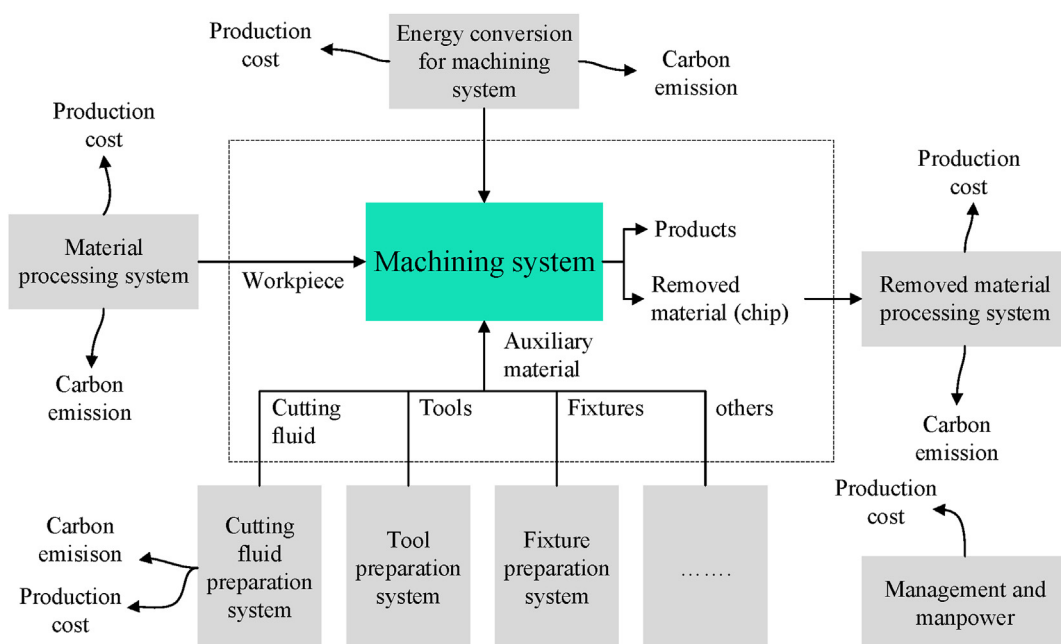 Production
cost
Energy conversion
for machining
system
Carbon
emission
Production
cost
Production
cost
Material
processing system
Workpiece
Machining system
Products
Removed
material (chip)
Removed material
processing system
Auxiliary
material
Carbon
emission
Cutting
fluid
Tools
Fixtures
others
Carbon
emission
Production
cost
Carbon
emisison
Production
cost
Cutting
fluid
preparation
system
Tool
preparation
system
Fixture
preparation
system
.......
Management and
manpower